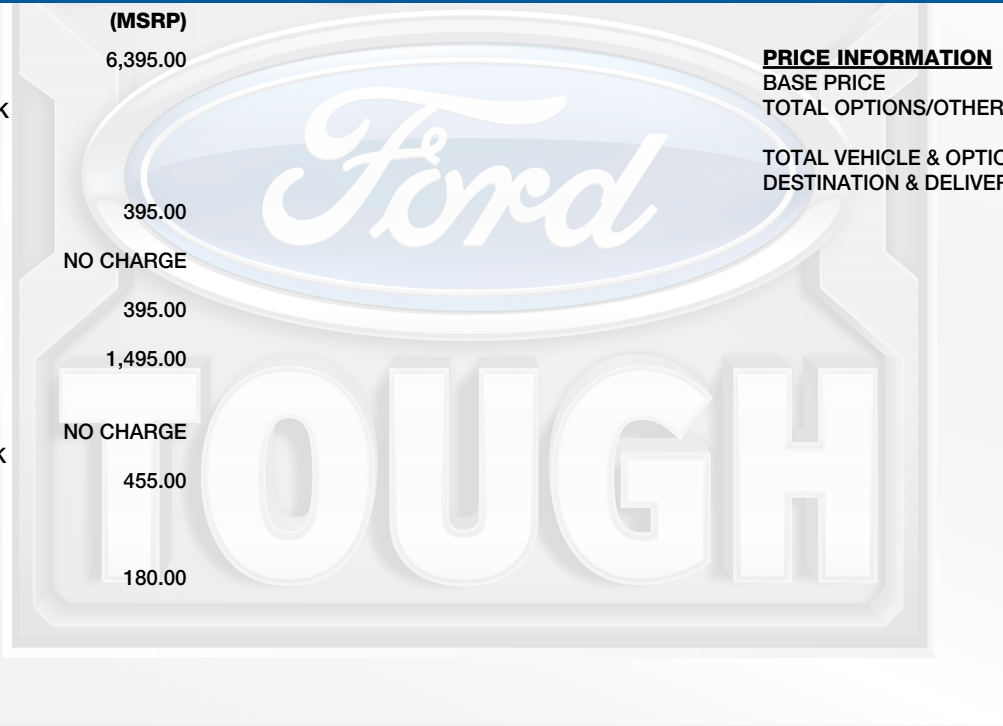 (MSRP)
6,395.00
K
395.00
NO CHARGE
395.00
1,495.00
NO CHARGE
K
455.00
180.00
PRICE INFORMATION
BASE PRICE
TOTAL OPTIONS/OTHER
TOTAL VEHICLE & OPTIO
DESTINATION & DELIVER
Ford
TOUGH